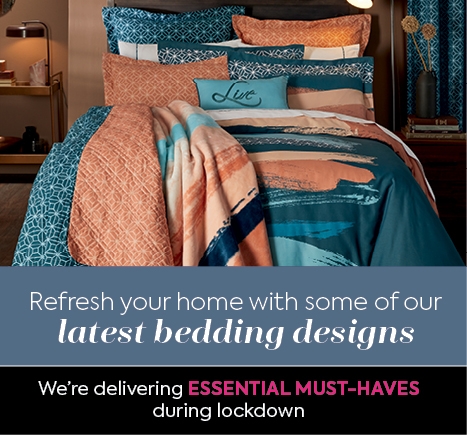 Live
Refresh your home with some of our
latest bedding designs
We're delivering ESSENTIAL MUST-HAVES
during lockdown